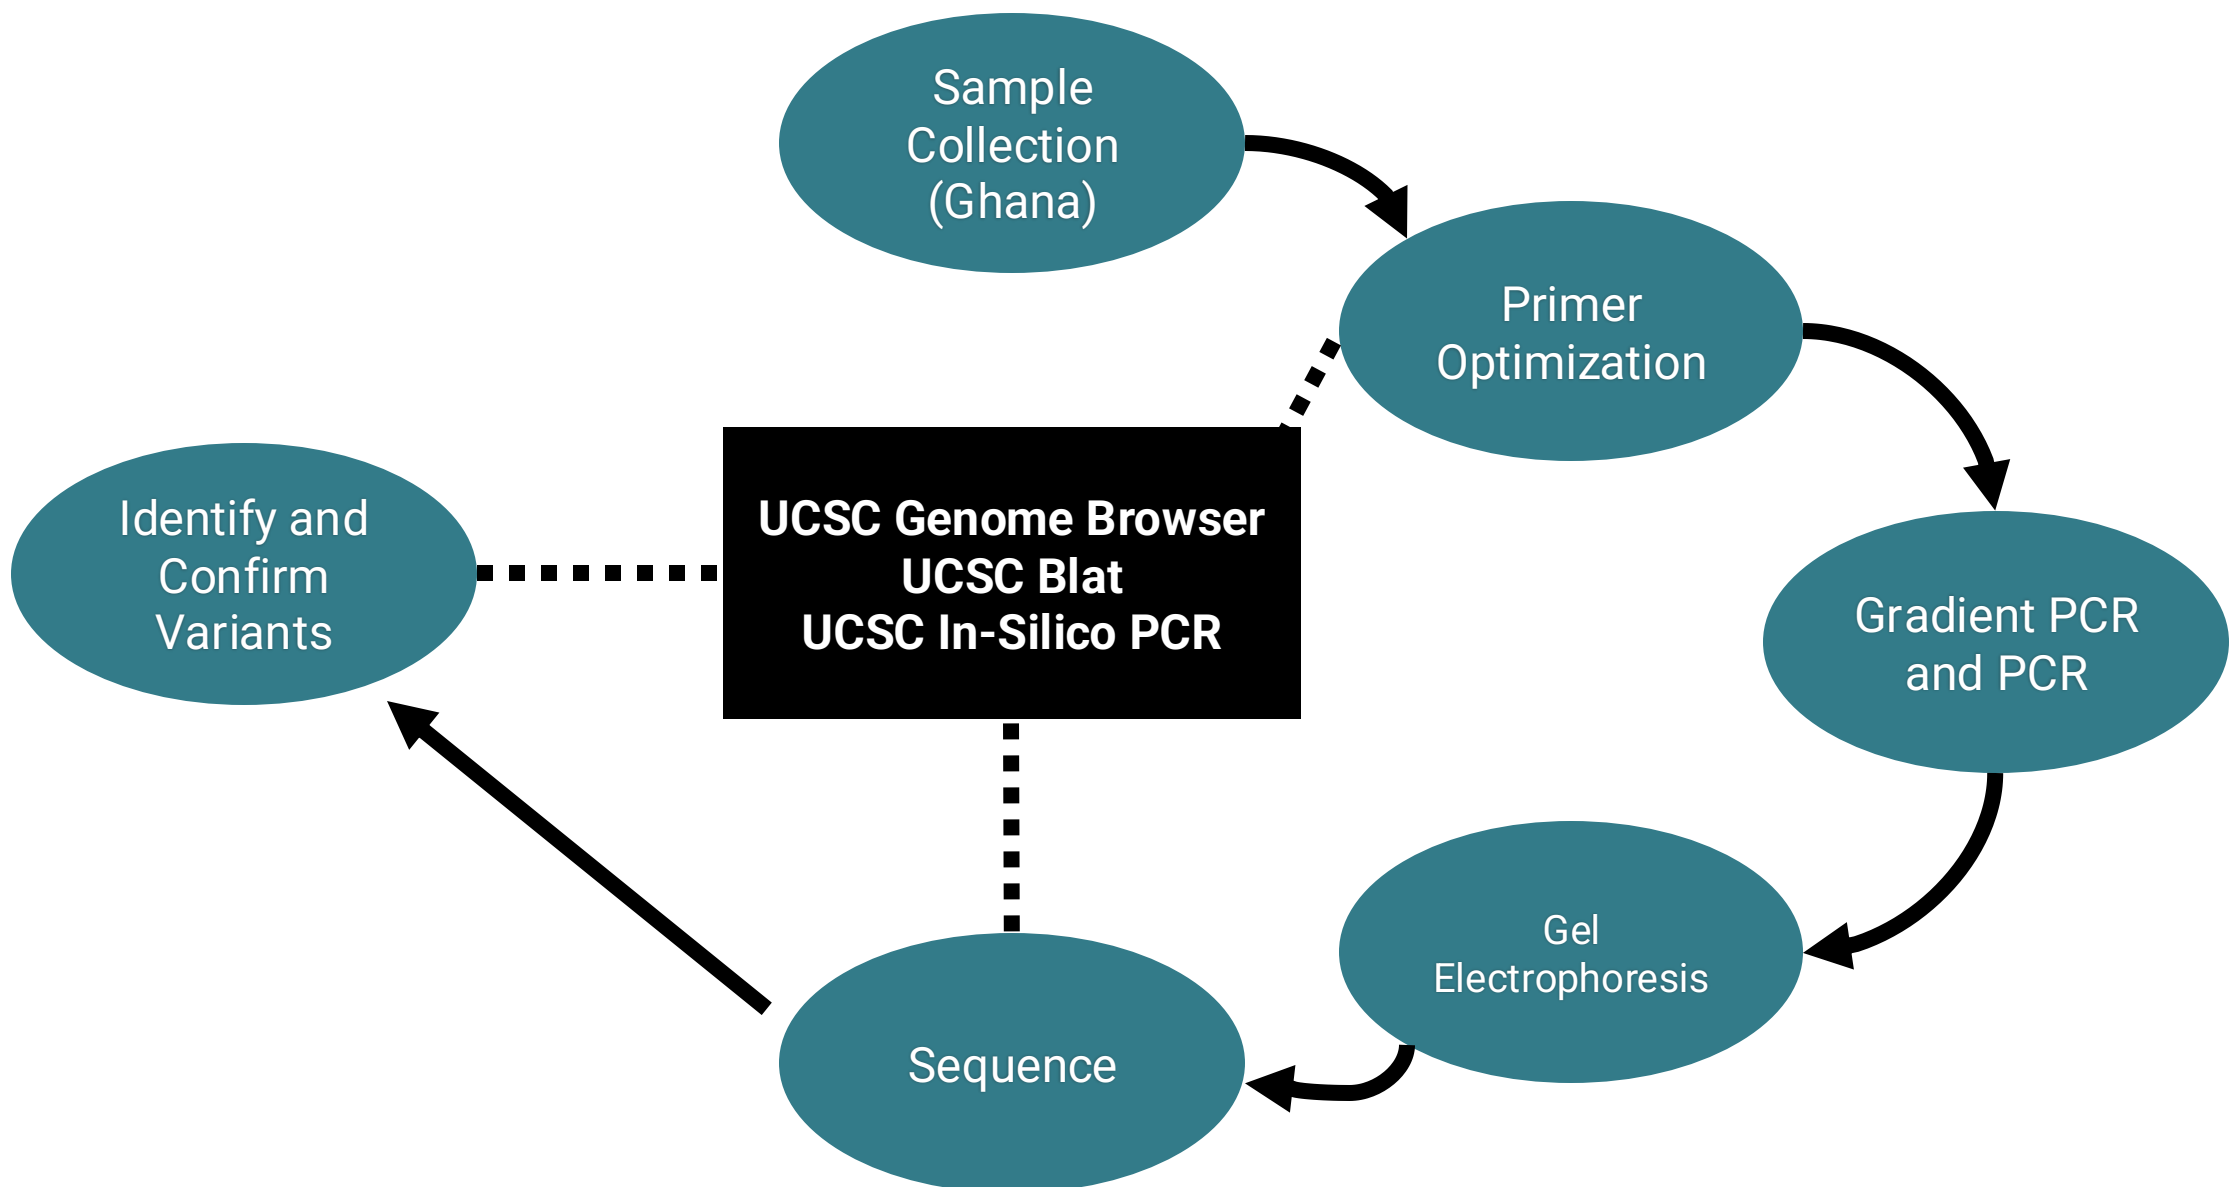 Sample
Collection
(Ghana)
Primer
Optimization
Gradient PCR
and PCR
Gel
Electrophoresis
Sequence
Identify and
Confirm
Variants
UCSC Genome Browser
UCSC Blat
UCSC In-Silico PCR